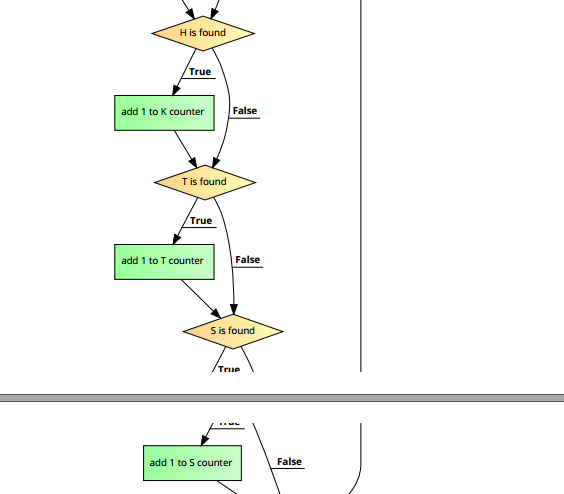 H is found
True
add 1 to K counter
False
T is found
True
add 1 to T counter
False
S is found
True
True
add 1 to S counter
False